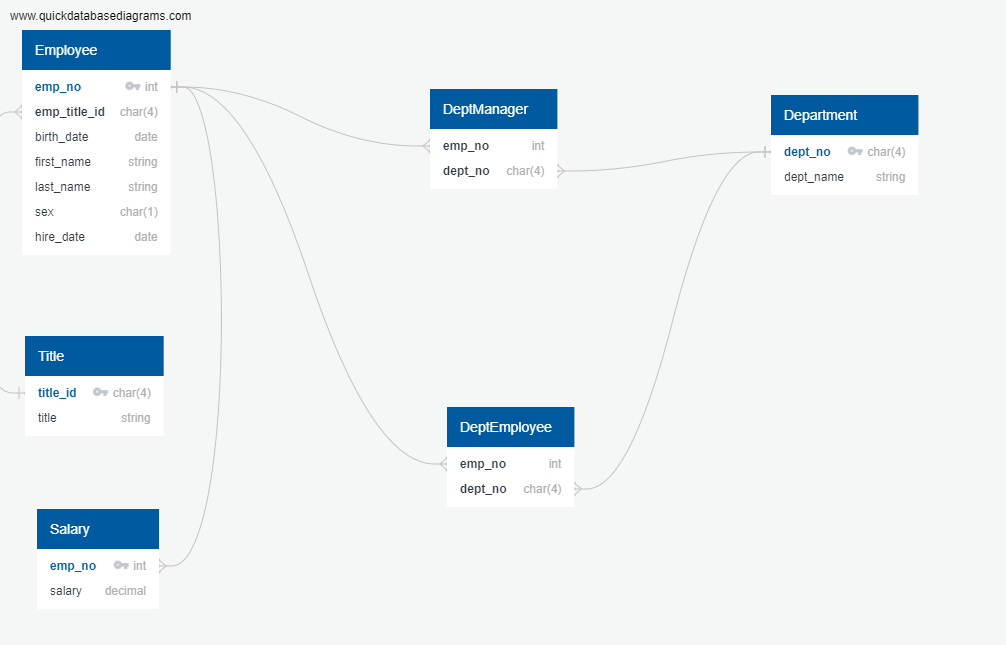 www.quickdatabasediagrams.com
Employee
emp_no int
emp_title_id char(4)
birth_date date
first_name string
last_name string
sex char(1)
hire_date date
DeptManager
emp_no int
dept_no char(4)
Department
dept_no char(4)
dept_name string
Title
title_id char(4)
title string
DeptEmployee
emp_no int
dept_no char(4)
Salary
emp_no int
salary decimal